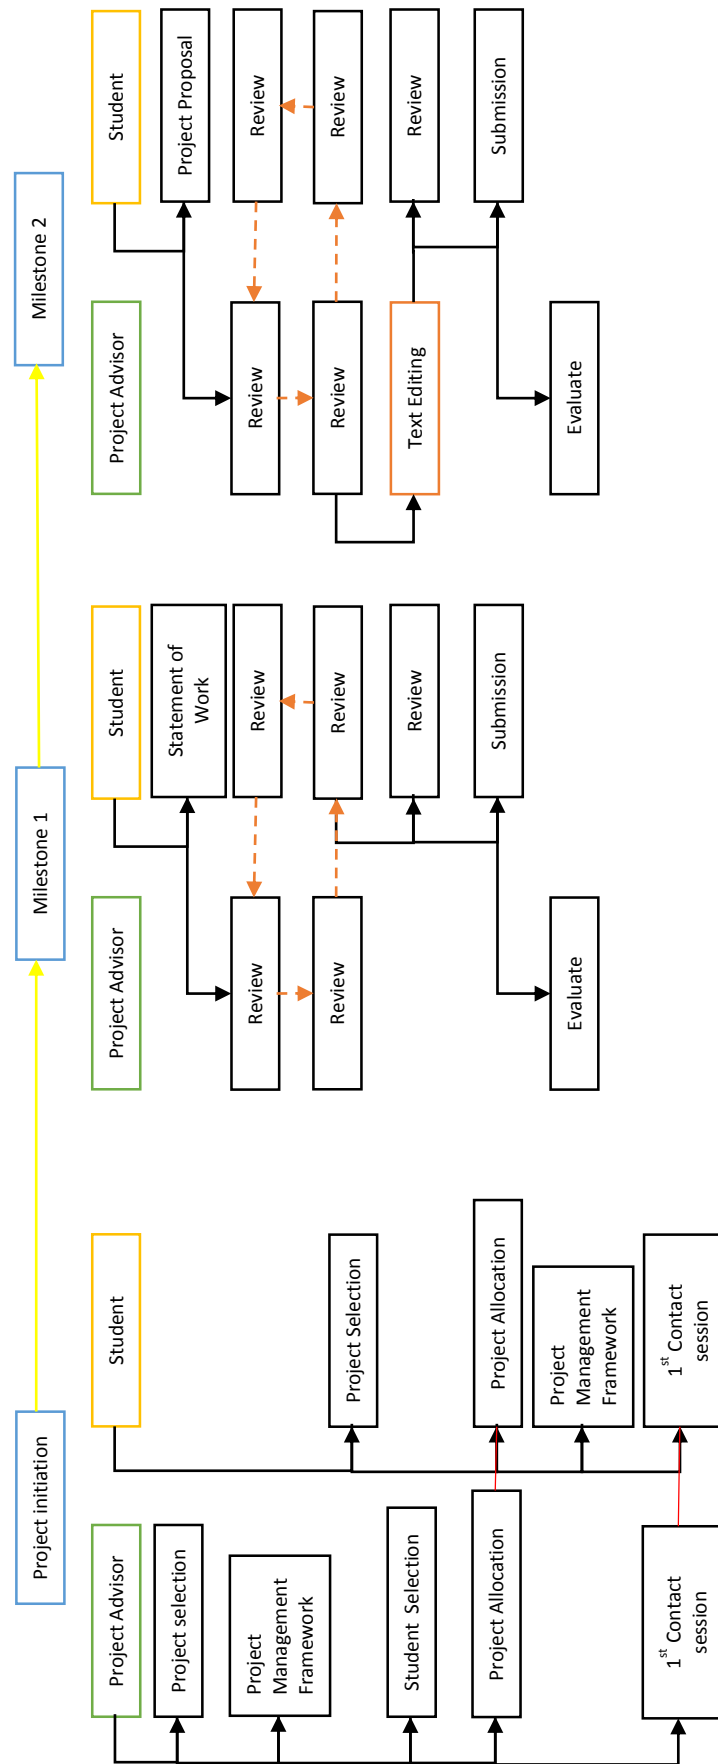 Project initiation
Milestone 1
Milestone 2
Project Advisor
Project selection
Project
Management
Framework
Student Selection
Project Allocation
1st Contact
session
Student
Project Selection
Project Allocation
Project
Management
Framework
1st Contact
session
Project Advisor
Review
Review
Evaluate
Student
Statement of
Work
Review
Review
Review
Submission
Project Advisor
Review
Review
Text Editing
Evaluate
Student
Project Proposal
Review
Review
Review
Submission